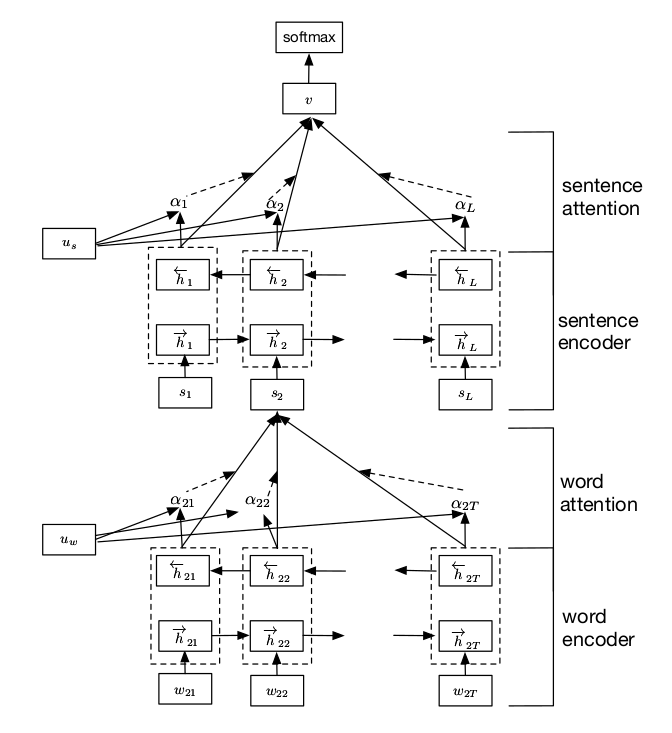 softmax
v
sentence
attention
α1 α2 αL
us
←h1 ←h2 ←hL
sentence
encoder
→h1 →h2 →hL
s1 s2 sL
word
attention
α21 α22 α2T
uw
←h21 ←h22 ←h2T
word
encoder
→h21 →h22 →h2T
w21 w22 w2T